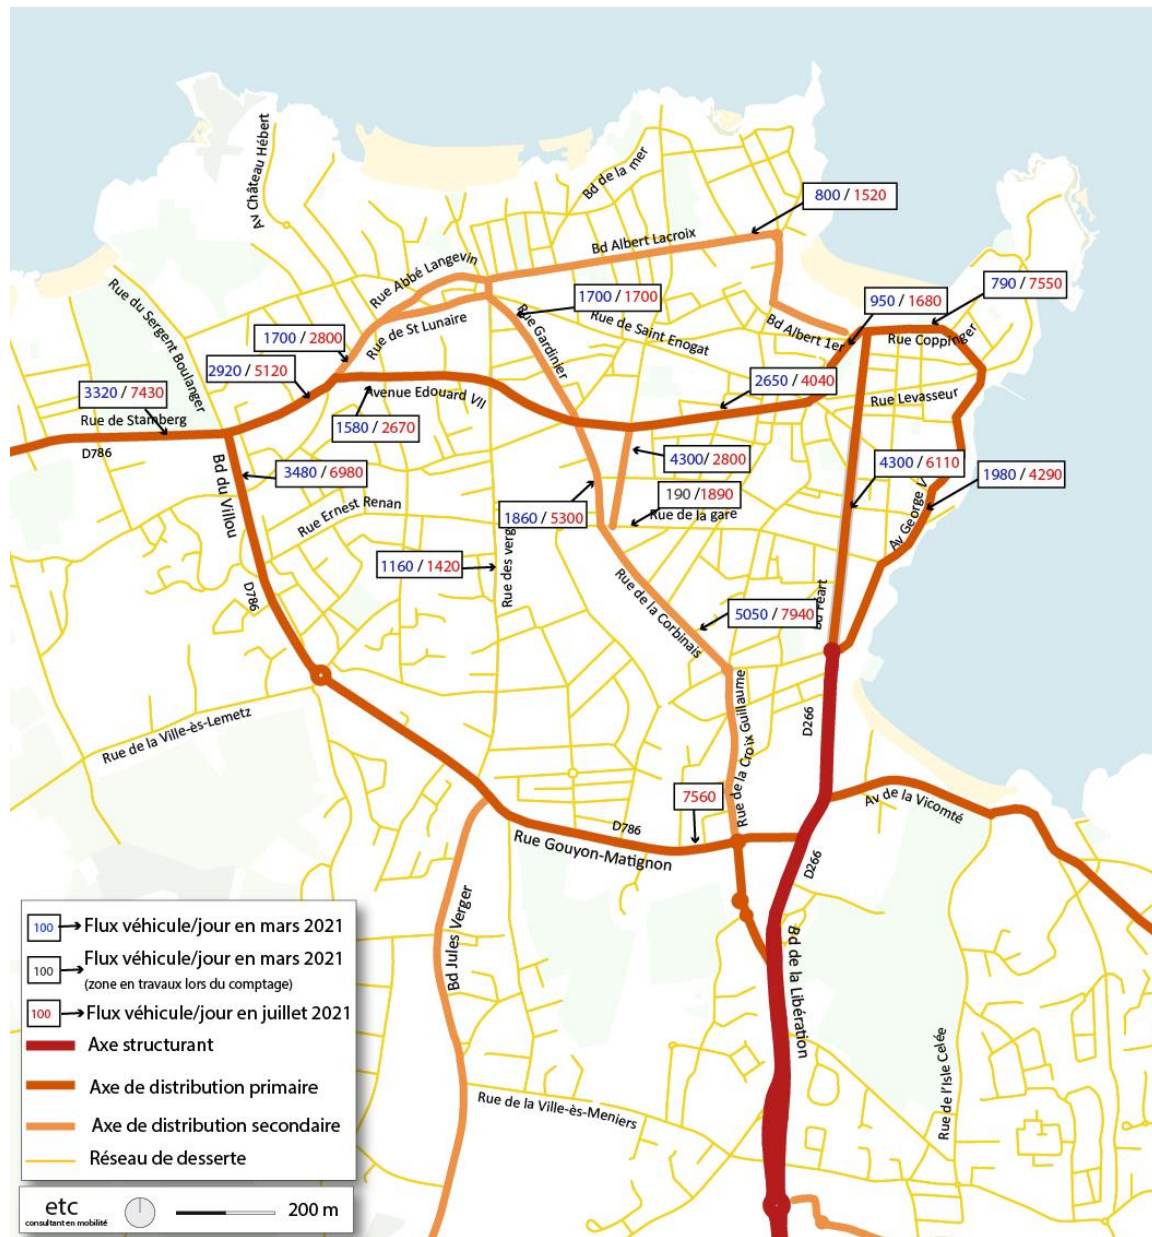 Av Château Hébert
Bd de la mer
800 / 1520
Bd Albert Lacroix
Rue Abbé Langevin
Rue du Sergent Boulanger
790 / 7550
950 / 1680
1700 / 1700
Rue Gardinier
Rue de Saint Enogat
Bd Albert 1er
Rue Coppinger
1700 / 2800
Rue de St Lunaire
2920 / 5120
3320 / 7430
Rue de Stamberg
D786
Avenue Edouard VII
2650 / 4040
Rue Levasseur
1580 / 2670
4300 / 2800
4300 / 6110
1980 / 4290
3480 / 6980
Bd du Villou
190 /1890
Rue de la gare
Rue Ernest Renan
1860 / 5300
Av George V
1160 / 1420
Rue des verg
D786
Rue de la Corbinais
5050 / 7940
Bd Féart
Rue de la Ville-ès-Lemetz
D266
Rue de la Croix Guillaume
7560
Av de la Vicomté
D786
Rue Gouyon-Matignon
D266
Bd Jules Verger
Bd de la Libération
Rue de l'Isle Celée
Rue de la Ville-ès-Meniers
100 Flux véhicule/jour en mars 2021
100 Flux véhicule/jour en mars 2021
(zone en travaux lors du comptage)
100 Flux véhicule/jour en juillet 2021
Axe structurant
Axe de distribution primaire
Axe de distribution secondaire
Réseau de desserte
etc
consultant en mobilité
200 m